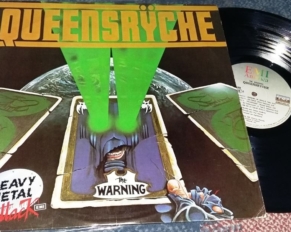 QUEENSRŸCHE
THE
WARNING
HEAVY
METAL
Attack
EMI